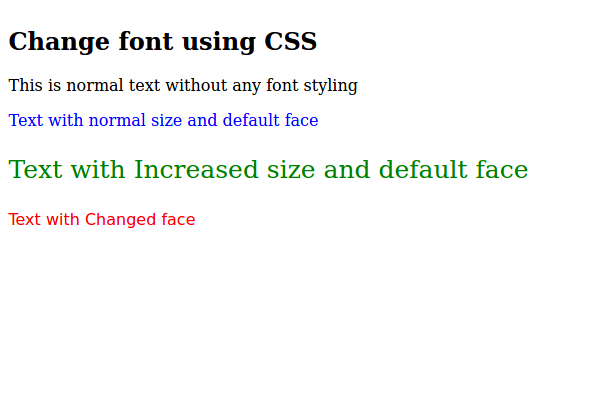 Change font using CSS
This is normal text without any font styling
Text with normal size and default face
Text with Increased size and default face
Text with Changed face